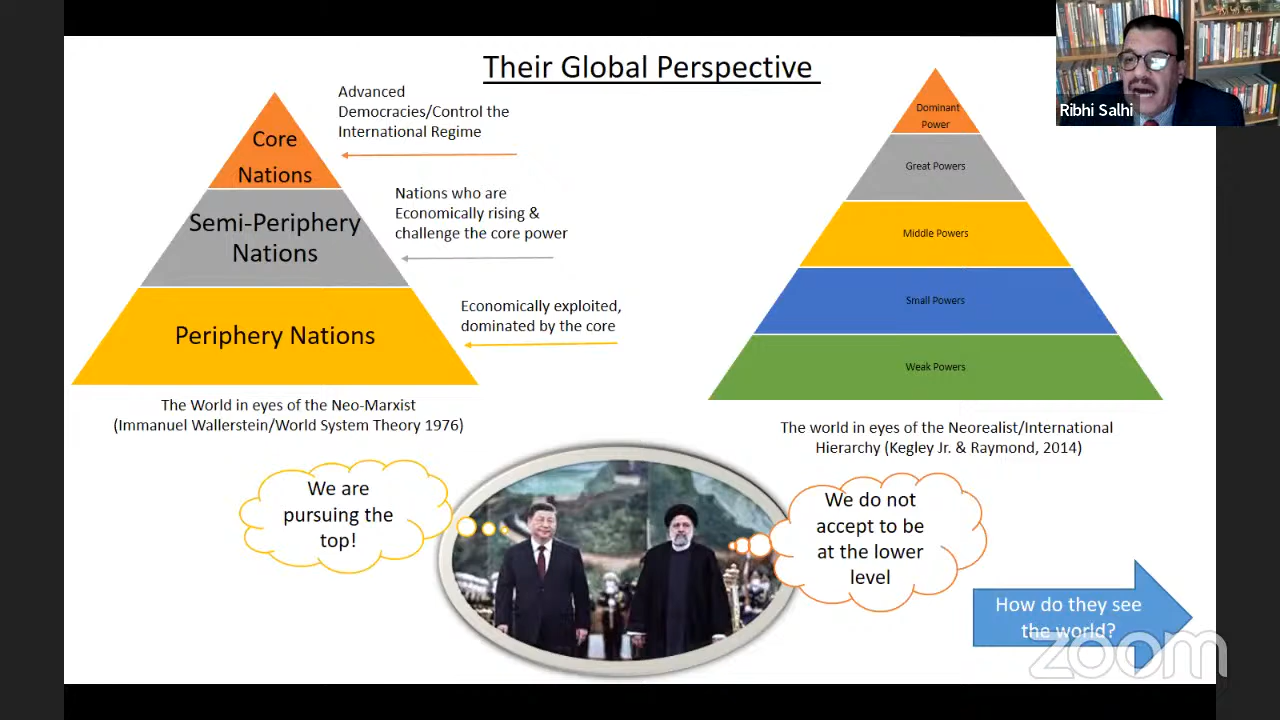 Their Global Perspective
Core
Nations
Semi-Periphery
Nations
Periphery Nations
Advanced
Democracies/Control the
International Regime
Nations who are
Economically rising &
challenge the core power
Economically exploited,
dominated by the core
The World in eyes of the Neo-Marxist
(Immanuel Wallerstein/World System Theory 1976)
Dominant
Power
Great Powers
Middle Powers
Small Powers
Weak Powers
The world in eyes of the Neorealist/International
Hierarchy (Kegley Jr. & Raymond, 2014)
Ribhi Salhi
We are
pursuing the
top!
We do not
accept to be
at the lower
level
How do they see
the world?
zoom